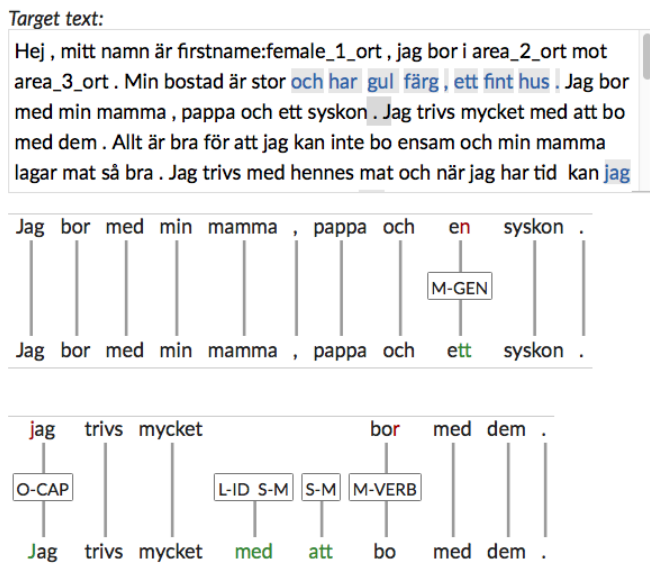 Target text:
Hej , mitt namn är firstname:female_1_ort , jag bor i area_2_ort mot
area_3_ort . Min bostad är stor och har gul färg , ett fint hus . Jag bor
med min mamma , pappa och ett syskon . Jag trivs mycket med att bo
med dem . Allt är bra för att jag kan inte bo ensam och min mamma
lagar mat så bra . Jag trivs med hennes mat och när jag har tid kan jag
Jag bor med min mamma , pappa och en syskon .
M-GEN
Jag bor med min mamma , pappa och ett syskon .
jag trivs mycket bor med dem .
O-CAP L-ID S-M S-M M-VERB
Jag trivs mycket med att bo med dem .